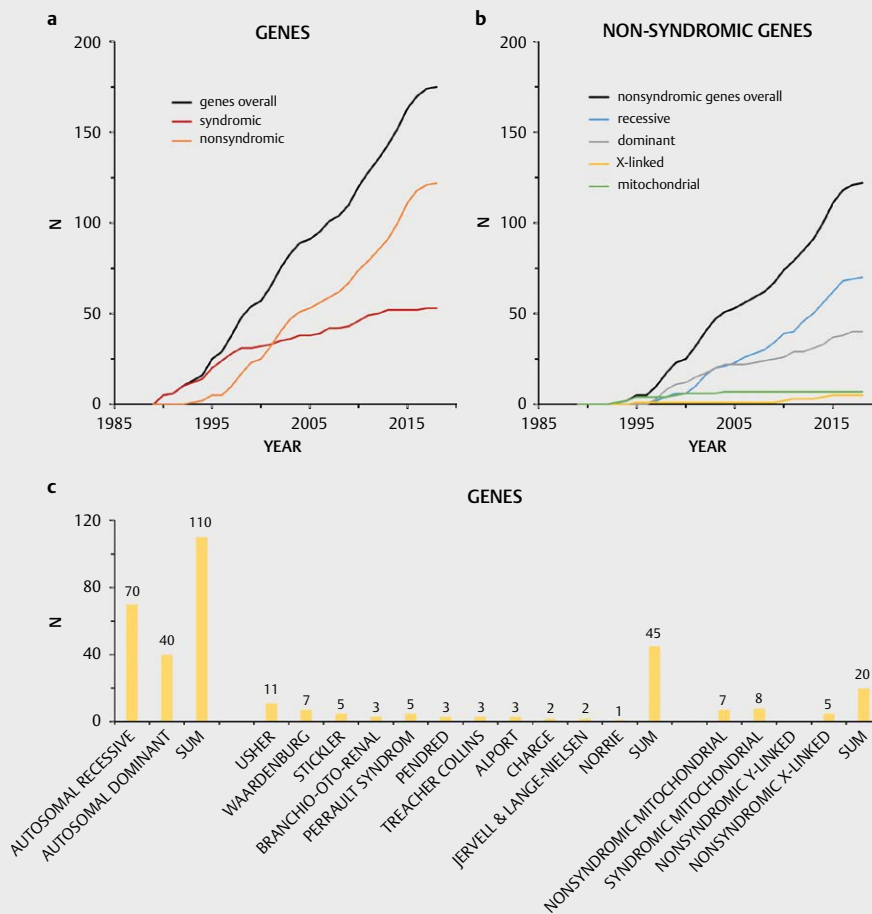 a
GENES
200
150
100
50
0
N
genes overall
syndromic
nonsyndromic
1985
1995
2005
2015
YEAR
b
NON-SYNDROMIC GENES
200
150
100
50
0
N
nonsyndromic genes overall
recessive
dominant
X-linked
mitochondrial
1985
1995
2005
2015
YEAR
c
GENES
120
80
40
0
N
70
40
110
11
7
5
3
5
3
3
3
2
2
1
45
7
8
5
20
AUTOSOMAL RECESSIVE
AUTOSOMAL DOMINANT
SUM
USHER
WAARDENBURG
STICKLER
BRANCHIO-OTO-RENAL
PERRAULT SYNDROM
PENDRED
TREACHER COLLINS
ALPORT
CHARGE
JERVELL & LANGE-NIELSEN
NORRIE
SUM
NONSYNDROMIC MITOCHONDRIAL
SYNDROMIC MITOCHONDRIAL
NONSYNDROMIC Y-LINKED
NONSYNDROMIC X-LINKED
SUM